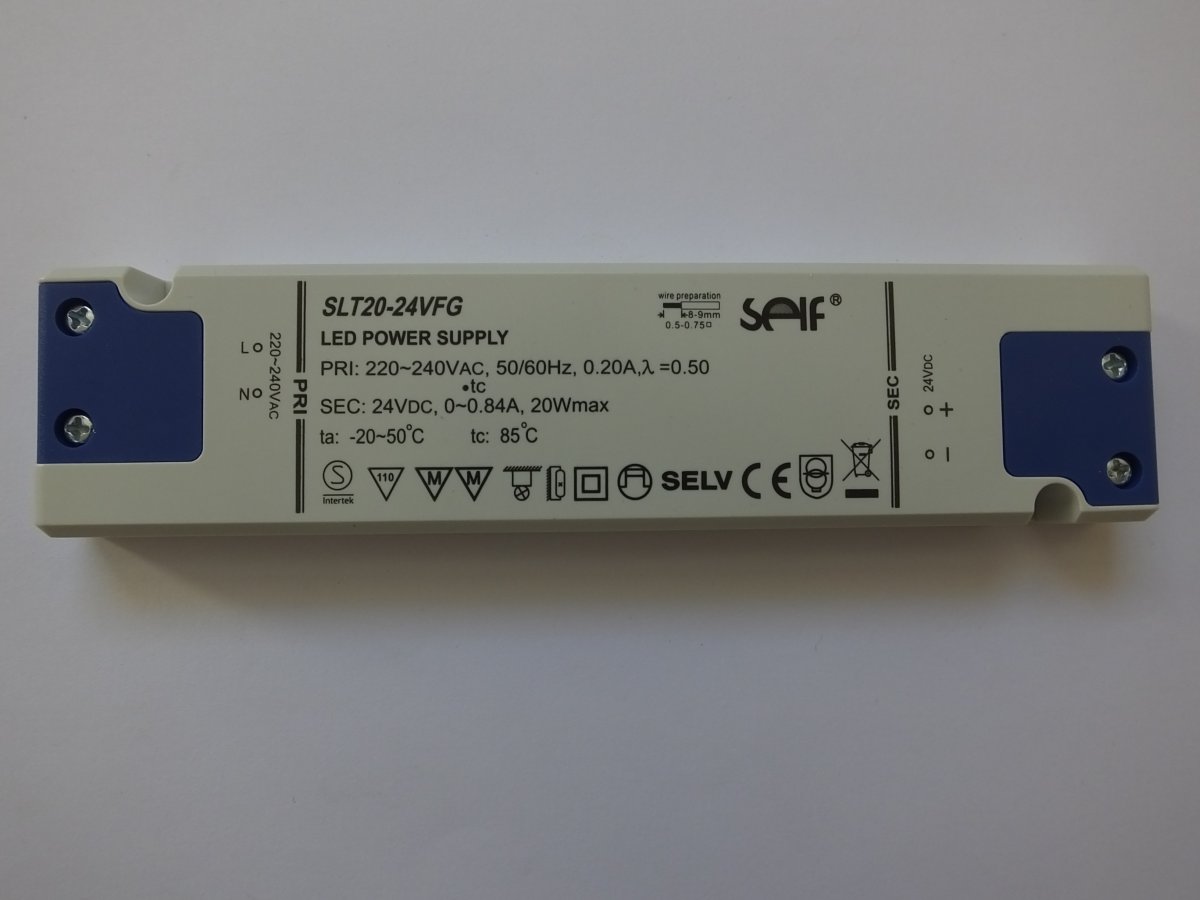 SLT20-24VFG
LED POWER SUPPLY
PRI: 220~240VAC, 50/60Hz, 0.20A,λ =0.50
•tc
SEC: 24VDC, 0~0.84A, 20Wmax
ta: -20~50°C tc: 85°C
wire preparation
8-9mm
0.5-0.75□
SELF®
L
N
220~240VAC
PRI
S
Intertek
110
M
M
SELV
CE
SEC
24VDC
+
-